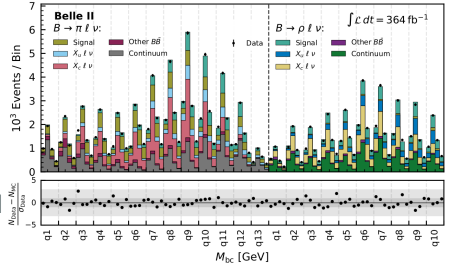 Belle II
∫ℒ dt = 364 fb⁻¹
B → π ℓ ν:
Signal
Xᵤ ℓ ν
X_c ℓ ν
Other BB̄
Continuum
Data
B → ρ ℓ ν:
Signal
Xᵤ ℓ ν
X_c ℓ ν
Other BB̄
Continuum
10³ Events / Bin
7
6
5
4
3
2
1
0
N_Data − N_MC
σ_Data
5
0
−5
q1 q2 q3 q4 q5 q6 q7 q8 q9 q10 q11 q12 q13 q1 q2 q3 q4 q5 q6 q7 q8 q9 q10
M_bc [GeV]